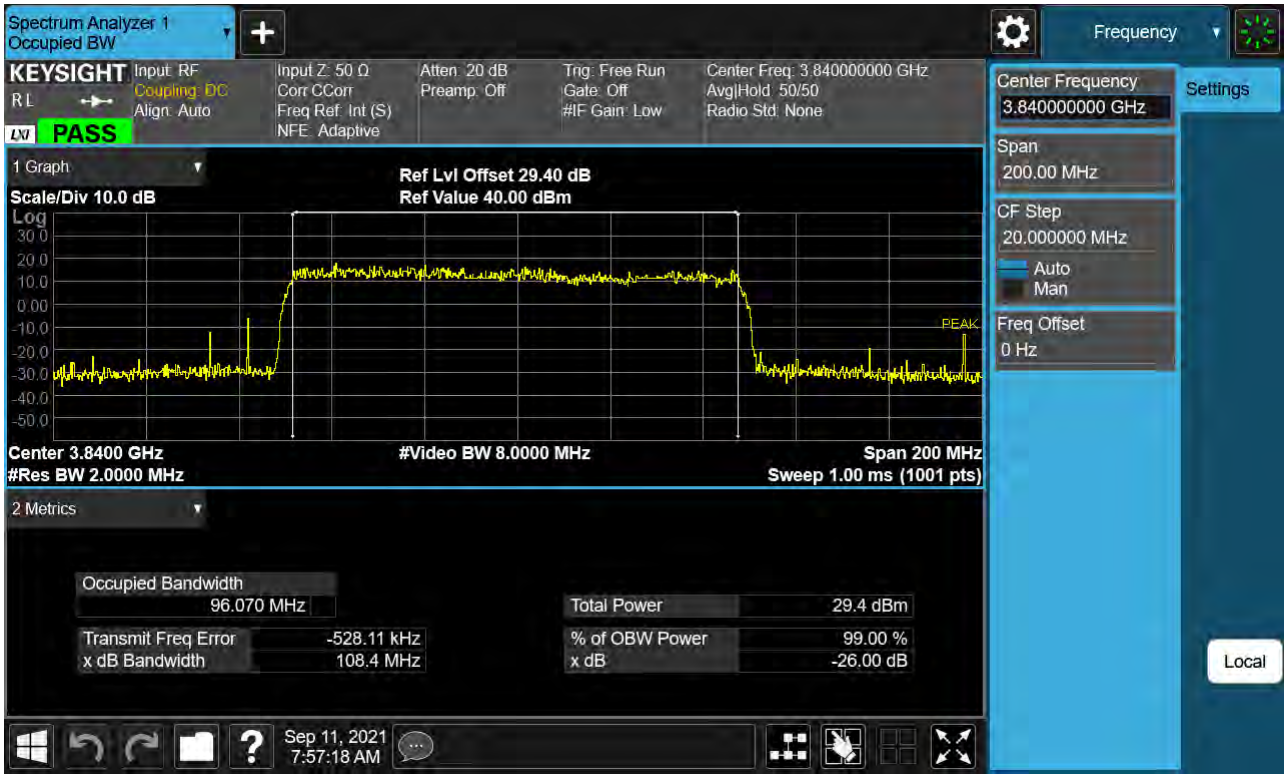 Spectrum Analyzer 1
Occupied BW
+
Frequency
KEYSIGHT
RL
LXI
PASS
Input: RF
Coupling: DC
Align: Auto
Input Z: 50 Ω
Corr CCorr
Freq Ref: Int (S)
NFE: Adaptive
Atten: 20 dB
Preamp: Off
Trig: Free Run
Gate: Off
#IF Gain: Low
Center Freq: 3.840000000 GHz
Avg|Hold: 50/50
Radio Std: None
Center Frequency
3.840000000 GHz
Settings
Span
200.00 MHz
CF Step
20.000000 MHz
Auto
Man
Freq Offset
0 Hz
Local
1 Graph
Scale/Div 10.0 dB
Ref Lvl Offset 29.40 dB
Ref Value 40.00 dBm
Log
30.0
20.0
10.0
0.00
-10.0
-20.0
-30.0
-40.0
-50.0
PEAK
Center 3.8400 GHz
#Video BW 8.0000 MHz
Span 200 MHz
#Res BW 2.0000 MHz
Sweep 1.00 ms (1001 pts)
2 Metrics
Occupied Bandwidth
96.070 MHz
Total Power 29.4 dBm
Transmit Freq Error -528.11 kHz
% of OBW Power 99.00 %
x dB Bandwidth 108.4 MHz
x dB -26.00 dB
?
Sep 11, 2021
7:57:18 AM